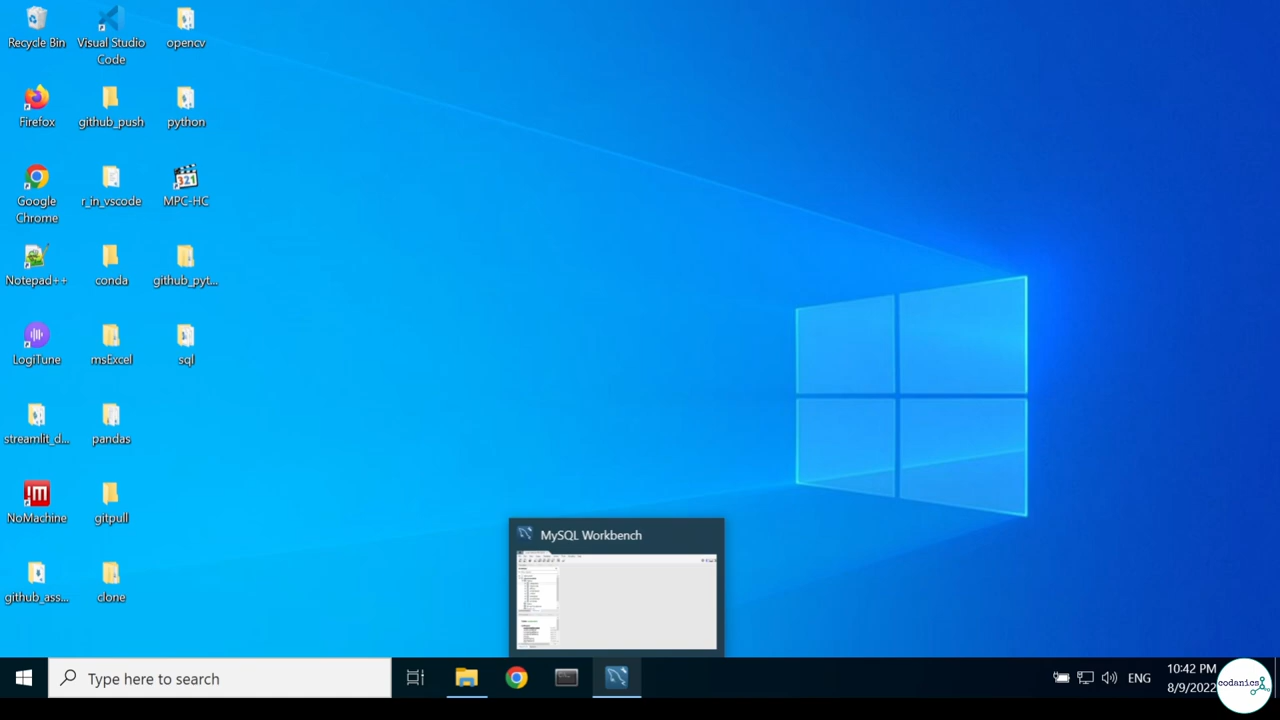 Recycle Bin
Visual Studio
Code
opencv
Firefox
github_push
python
Google
Chrome
r_in_vscode
MPC-HC
321
Notepad++
conda
github_pyt...
LogiTune
msExcel
sql
streamlit_d...
pandas
!M
NoMachine
gitpull
github_ass...
clone
MySQL Workbench
Type here to search
ENG
10:42 PM
8/9/2022
codanics